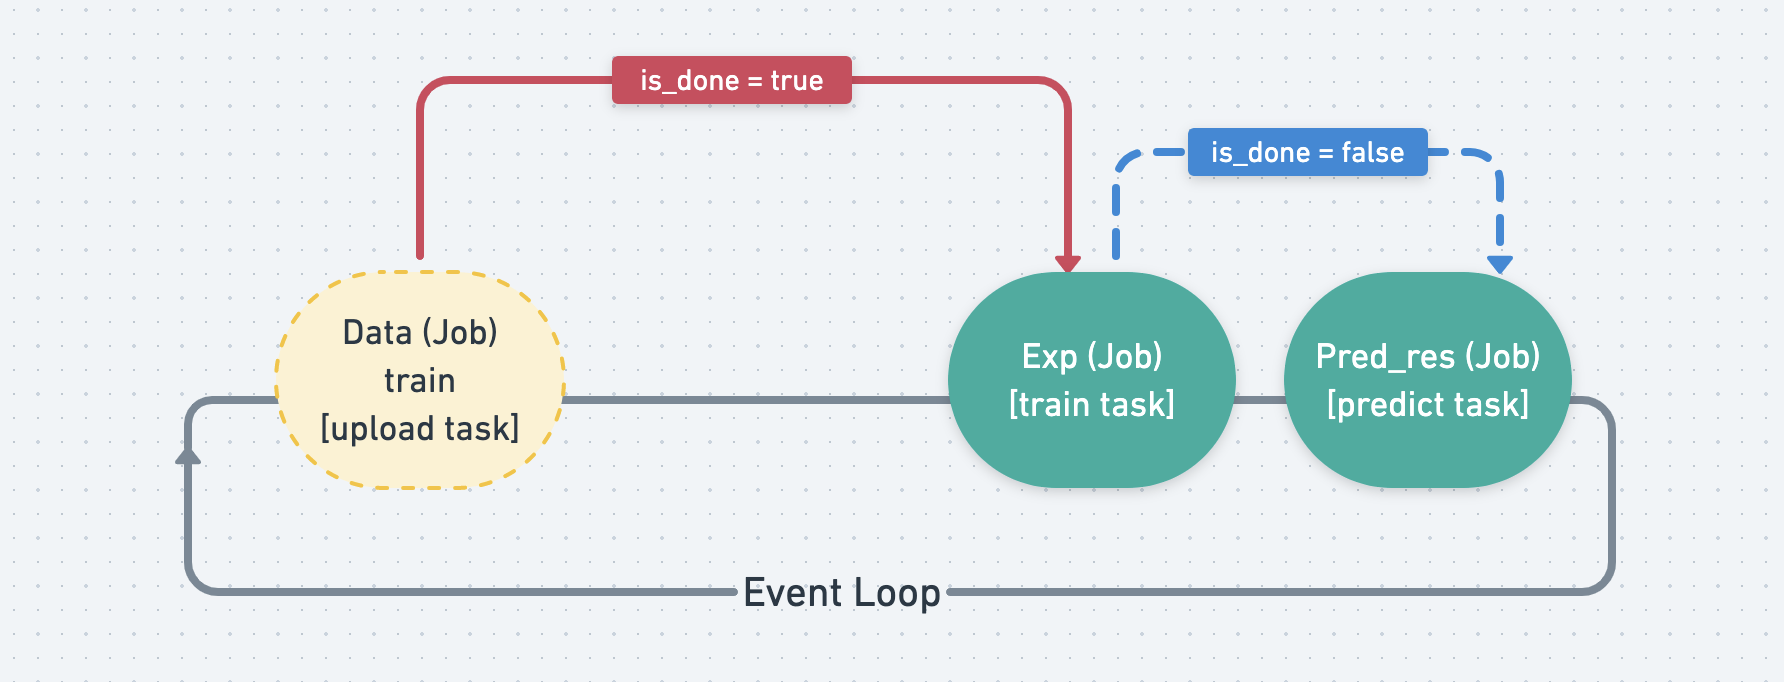 is_done = true
is_done = false
Data (Job)
train
[upload task]
Exp (Job)
[train task]
Pred_res (Job)
[predict task]
Event Loop